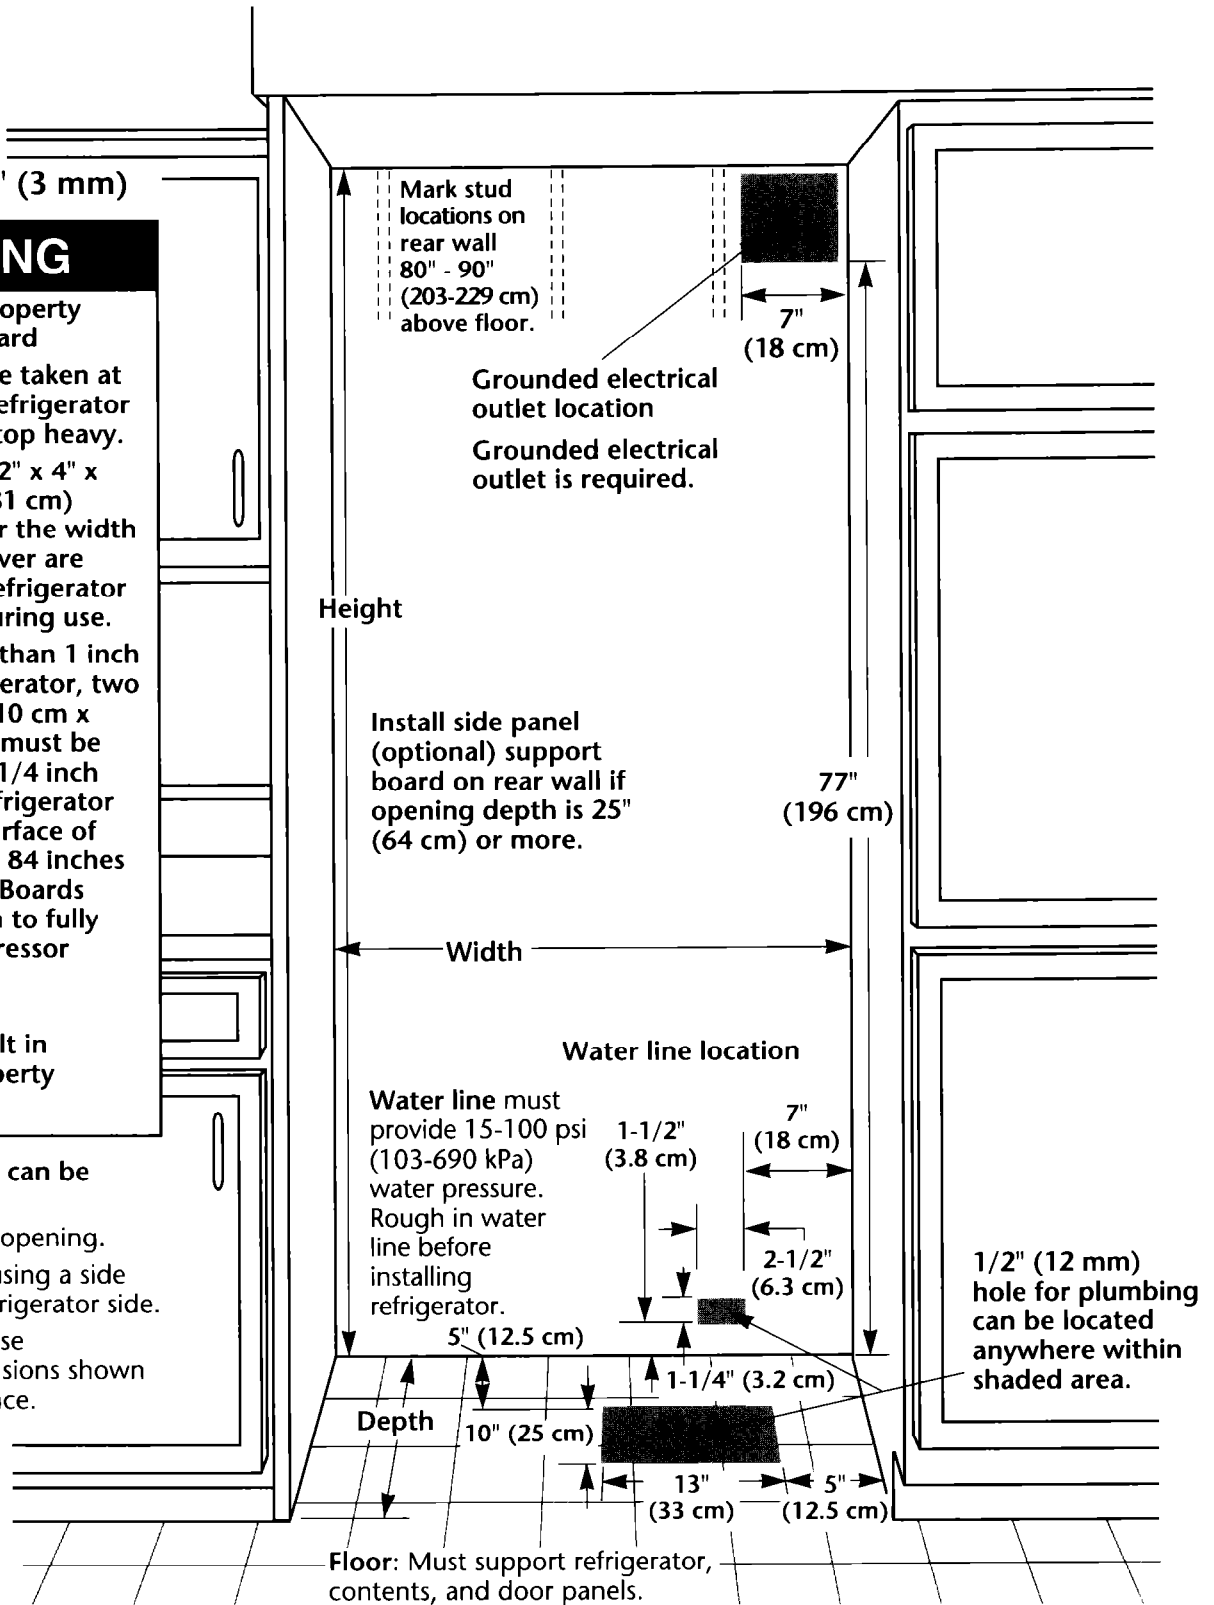 " (3 mm)
NG
operty
ard
e taken at
efrigerator
top heavy.
2" x 4" x
31 cm)
r the width
ver are
efrigerator
uring use.
than 1 inch
erator, two
10 cm x
must be
1/4 inch
frigerator
rface of
84 inches
Boards
n to fully
ressor
lt in
perty
can be
opening.
using a side
rigerator side.
se
sions shown
ce.
Mark stud
locations on
rear wall
80" - 90"
(203-229 cm)
above floor.
7"
(18 cm)
Grounded electrical
outlet location
Grounded electrical
outlet is required.
Height
Install side panel
(optional) support
board on rear wall if
opening depth is 25"
(64 cm) or more.
77"
(196 cm)
Width
Water line location
Water line must
provide 15-100 psi
(103-690 kPa)
water pressure.
Rough in water
line before
installing
refrigerator.
1-1/2"
(3.8 cm)
7"
(18 cm)
2-1/2"
(6.3 cm)
5" (12.5 cm)
1-1/4" (3.2 cm)
Depth
10" (25 cm)
13"
(33 cm)
5"
(12.5 cm)
1/2" (12 mm)
hole for plumbing
can be located
anywhere within
shaded area.
Floor: Must support refrigerator,
contents, and door panels.